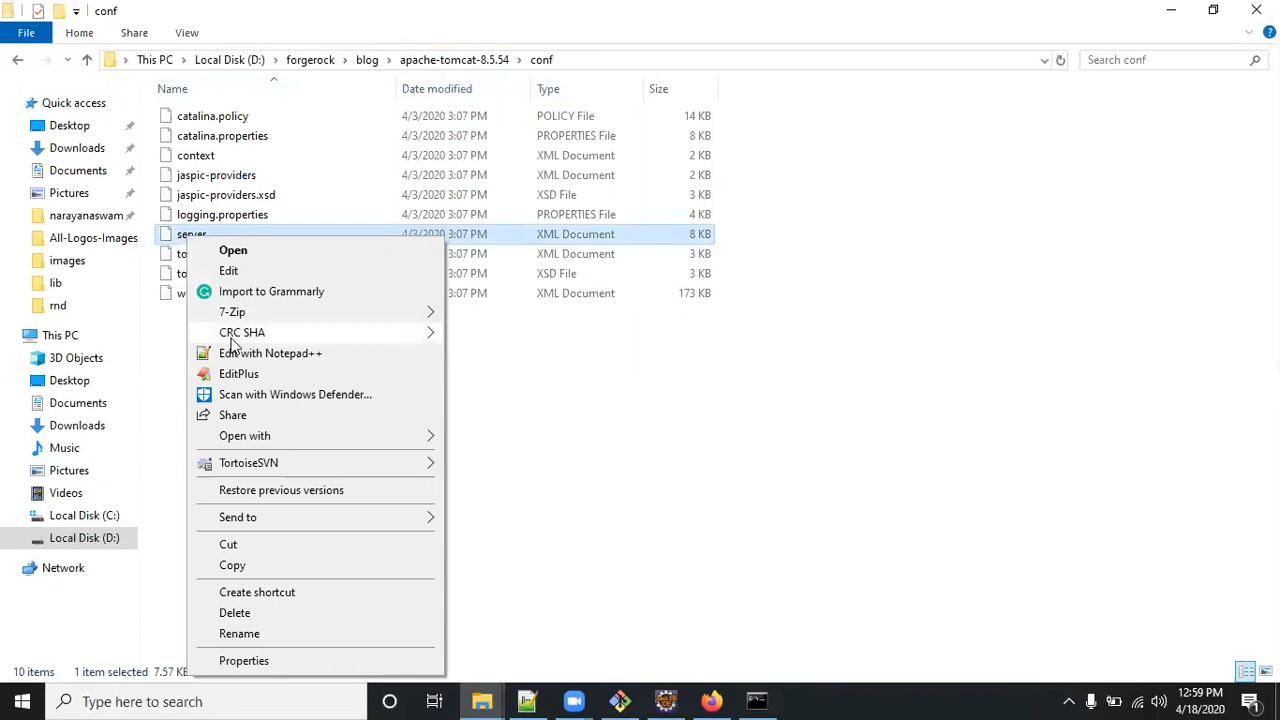 conf
File Home Share View
This PC Local Disk (D:) forgerock blog apache-tomcat-8.5.54 conf
Search conf
Name Date modified Type Size
catalina.policy 4/3/2020 3:07 PM POLICY File 14 KB
catalina.properties 4/3/2020 3:07 PM PROPERTIES File 8 KB
context 4/3/2020 3:07 PM XML Document 2 KB
jaspic-providers 4/3/2020 3:07 PM XML Document 2 KB
jaspic-providers.xsd 4/3/2020 3:07 PM XSD File 3 KB
logging.properties 4/3/2020 3:07 PM PROPERTIES File 4 KB
server 4/3/2020 3:07 PM XML Document 8 KB
to 3:07 PM XML Document 3 KB
to 3:07 PM XSD File 3 KB
w 3:07 PM XML Document 173 KB
Quick access
Desktop
Downloads
Documents
Pictures
narayanaswam
All-Logos-Images
images
lib
rnd
This PC
3D Objects
Desktop
Documents
Downloads
Music
Pictures
Videos
Local Disk (C:)
Local Disk (D:)
Network
Open
Edit
Import to Grammarly
7-Zip
CRC SHA
Edit with Notepad++
EditPlus
Scan with Windows Defender...
Share
Open with
TortoiseSVN
Restore previous versions
Send to
Cut
Copy
Create shortcut
Delete
Rename
Properties
10 items 1 item selected 7.57 KB
Type here to search
12:59 PM
4/18/2020